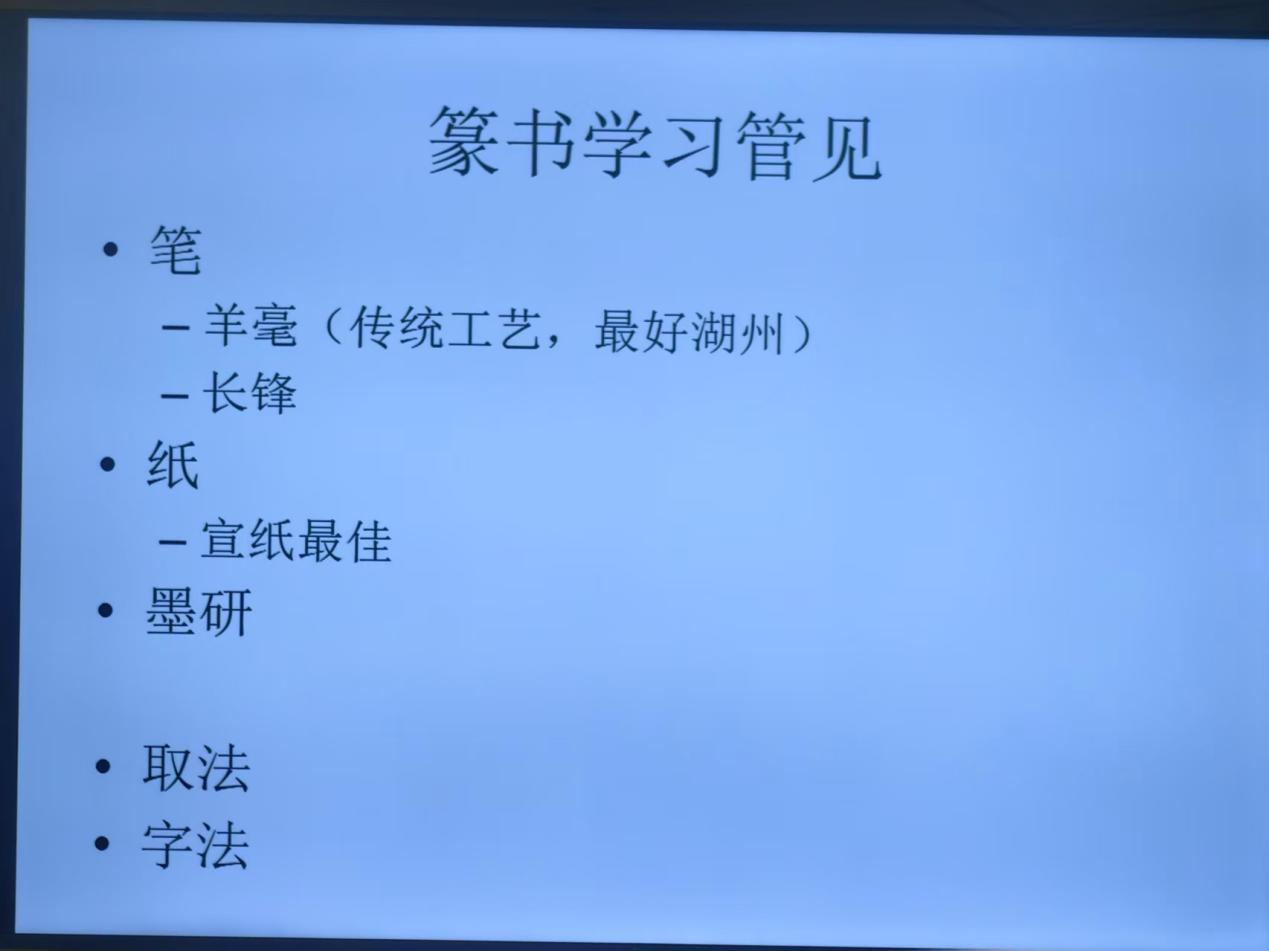 篆书学习管见
• 笔
– 羊毫（传统工艺，最好湖州）
– 长锋
• 纸
– 宣纸最佳
• 墨研
• 取法
• 字法